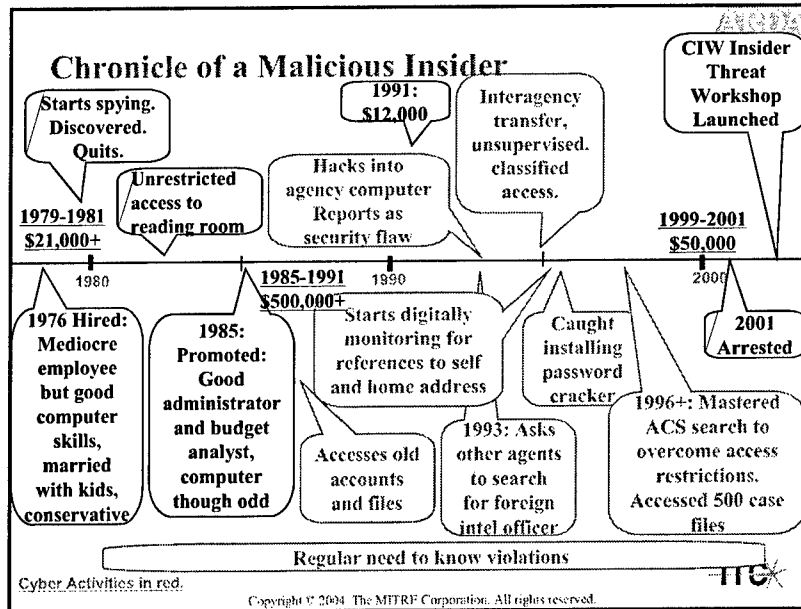 ARDA
Chronicle of a Malicious Insider
CIW Insider
Threat
Workshop
Launched
Starts spying.
Discovered.
Quits.
1991:
$12,000
Interagency
transfer,
unsupervised.
classified
access.
Unrestricted
access to
reading room
Hacks into
agency computer
Reports as
security flaw
1979-1981
$21,000+
1999-2001
$50,000
1980
1985-1991
$500,000+
1990
2000
1976 Hired:
Mediocre
employee
but good
computer
skills,
married
with kids,
conservative
1985:
Promoted:
Good
administrator
and budget
analyst,
computer
though odd
Accesses old
accounts
and files
Starts digitally
monitoring for
references to self
and home address
1993: Asks
other agents
to search
for foreign
intel officer
Caught
installing
password
cracker
2001
Arrested
1996+: Mastered
ACS search to
overcome access
restrictions.
Accessed 500 case
files
Regular need to know violations
Cyber Activities in red.
Copyright © 2004 The MITRE Corporation. All rights reserved.